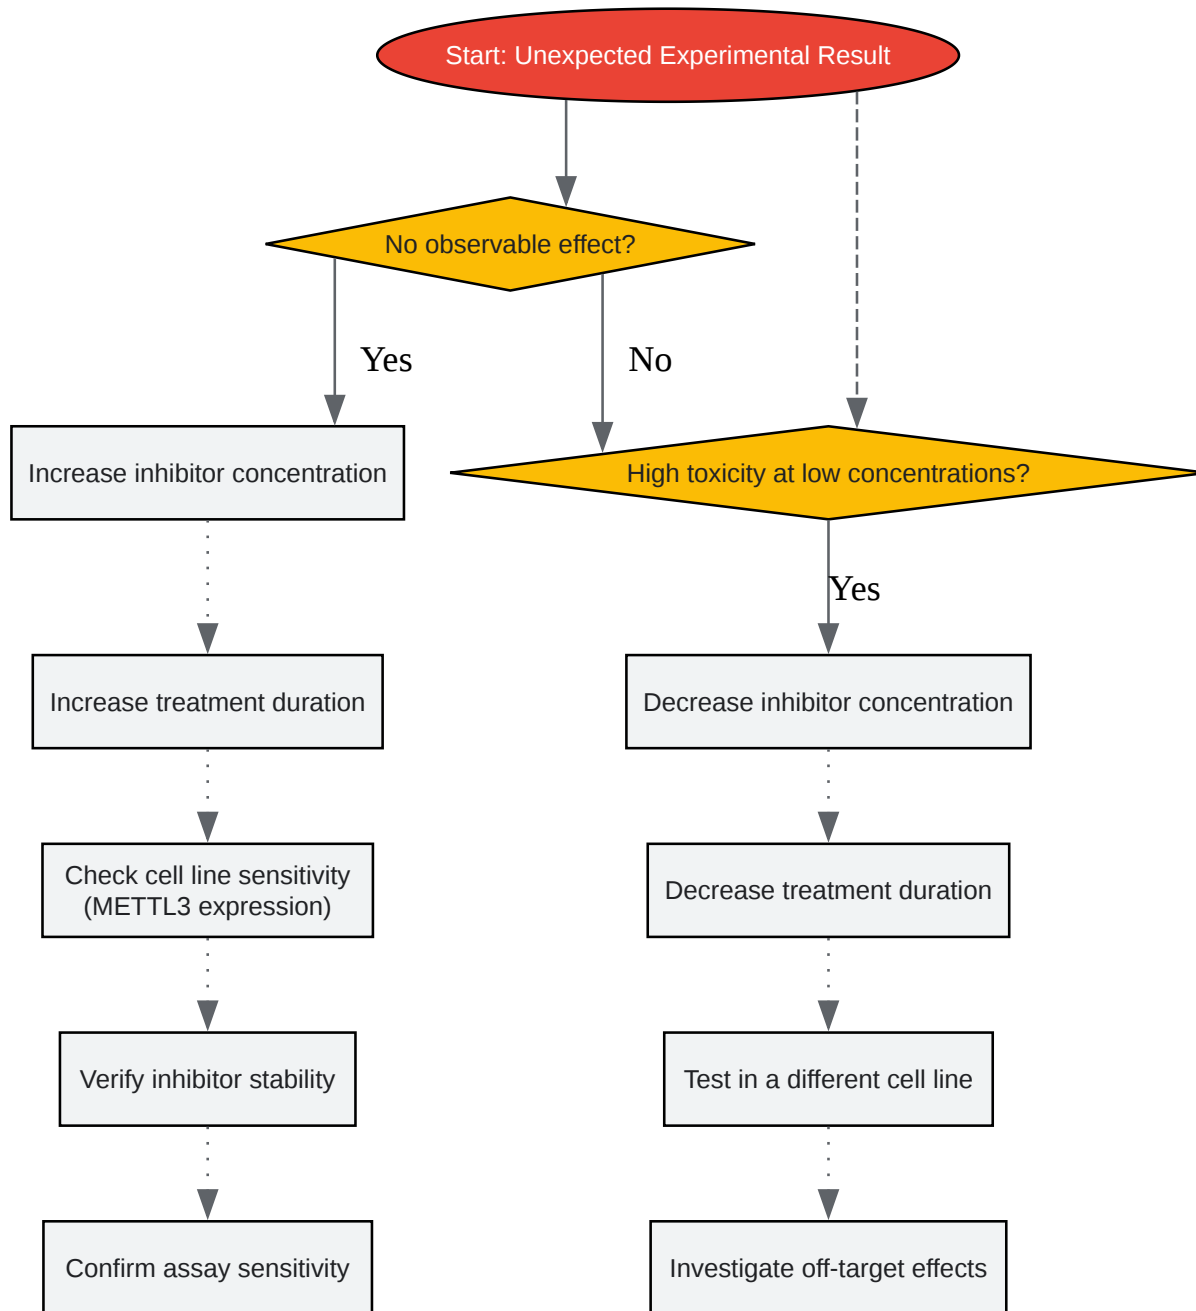 Start: Unexpected Experimental Result
No observable effect?
Yes
No
Increase inhibitor concentration
High toxicity at low concentrations?
Yes
Increase treatment duration
Decrease inhibitor concentration
Check cell line sensitivity
(METTL3 expression)
Decrease treatment duration
Verify inhibitor stability
Test in a different cell line
Confirm assay sensitivity
Investigate off-target effects